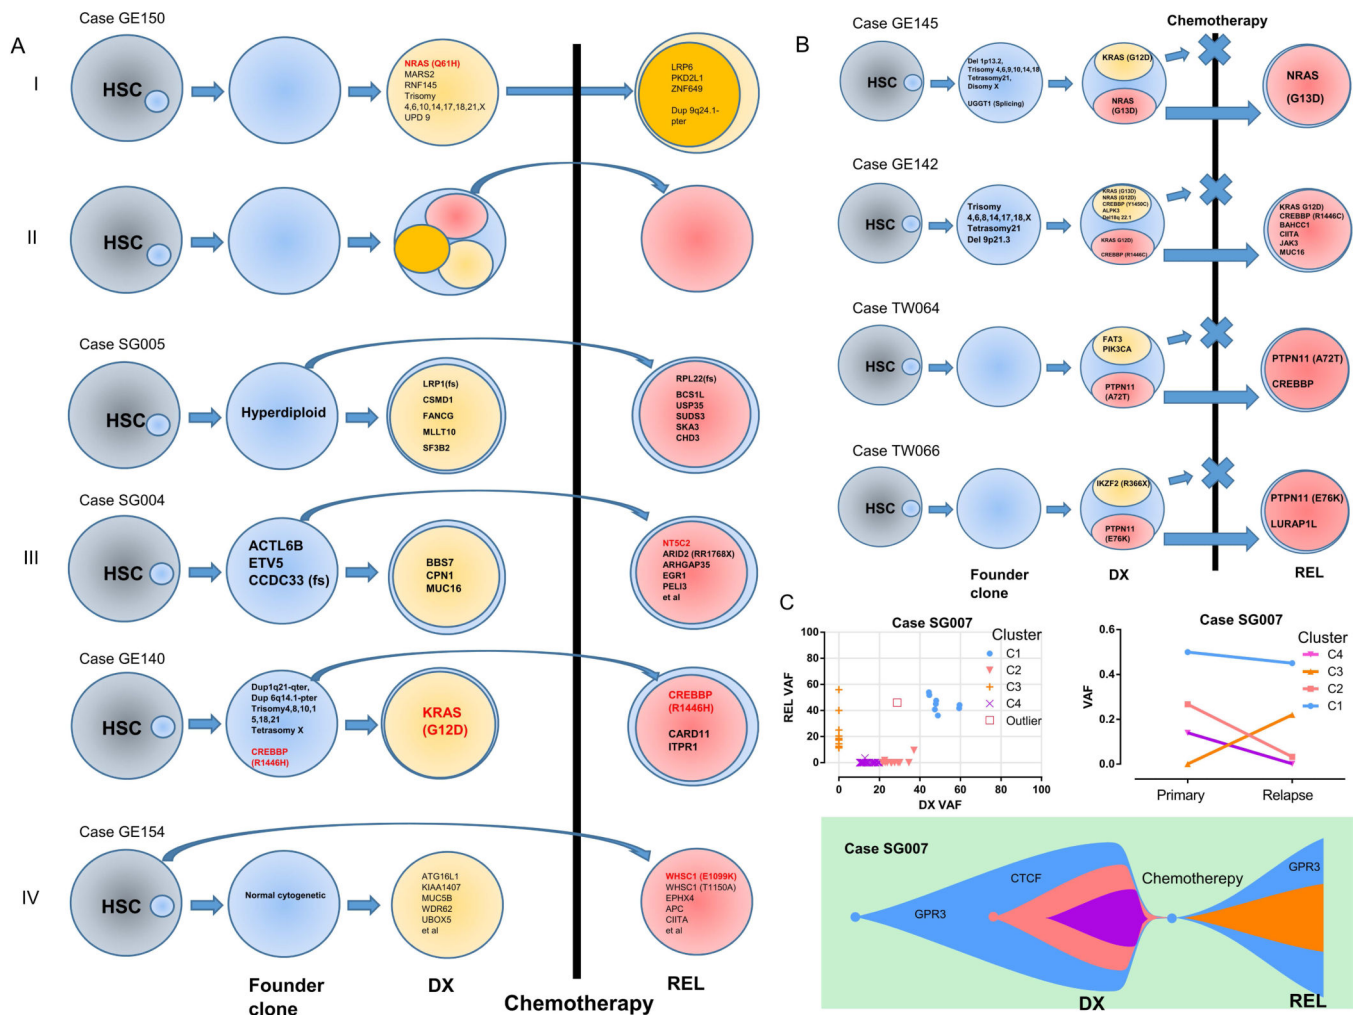 A
Case GE150
I
HSC
NRAS (Q61H)
MARS2
RNF145
Trisomy
4,6,10,14,17,18,21,X
UPD 9
LRP6
PKD2L1
ZNF649
Dup 9q24.1-
pter
II
HSC
Case SG005
HSC
Hyperdiploid
LRP1(fs)
CSMD1
FANCG
MLLT10
SF3B2
RPL22(fs)
BCS1L
USP35
SUDS3
SKA3
CHD3
Case SG004
III
HSC
ACTL6B
ETV5
CCDC33 (fs)
BBS7
CPN1
MUC16
NT5C2
ARID2 (RR1768X)
ARHGAP35
EGR1
PELI3
et al
Case GE140
HSC
Dup1q21-qter,
Dup 6q14.1-pter
Trisomy4,8,10,1
5,18,21
Tetrasomy X
CREBBP
(R1446H)
KRAS
(G12D)
CREBBP
(R1446H)
CARD11
ITPR1
Case GE154
IV
HSC
Normal cytogenetic
ATG16L1
KIAA1407
MUC5B
WDR62
UBOX5
et al
WHSC1 (E1099K)
WHSC1 (T1150A)
EPHX4
APC
CIITA
et al
Founder
clone
DX
Chemotherapy
REL
B
Case GE145
Chemotherapy
HSC
Del 1p13.2,
Trisomy 4,6,9,10,14,18
Tetrasomy21,
Disomy X
UGGT1 (Splicing)
KRAS (G12D)
NRAS
(G13D)
NRAS
(G13D)
Case GE142
HSC
Trisomy
4,6,8,14,17,18,X
Tetrasomy21
Del 9p21.3
KRAS (G13D)
NRAS (G12D)
CREBBP (Y1450C)
ALPK3
Del18q 22.1
KRAS G12D)
CREBBP (R1446C)
KRAS G12D)
CREBBP (R1446C)
BAHCC1
CIITA
JAK3
MUC16
Case TW064
HSC
FAT3
PIK3CA
PTPN11
(A72T)
PTPN11 (A72T)
CREBBP
Case TW066
HSC
IKZF2 (R366X)
PTPN11
(E76K)
PTPN11 (E76K)
LURAP1L
Founder
clone
DX
REL
C
Case SG007
REL VAF
100
80
60
40
20
0
0
20
40
60
80
100
DX VAF
Cluster
C1
C2
C3
C4
Outlier
Case SG007
VAF
0.6
0.4
0.2
0.0
Primary
Relapse
Cluster
C4
C3
C2
C1
Case SG007
GPR3
CTCF
Chemotherepy
GPR3
DX
REL